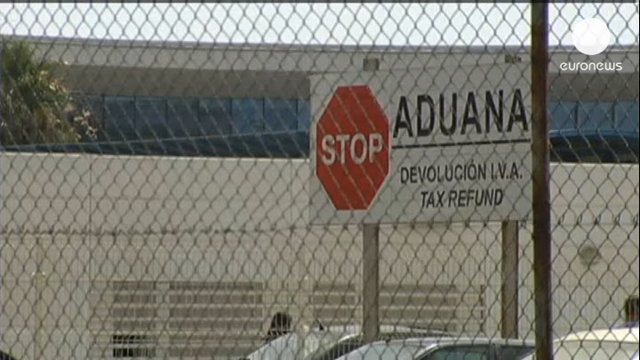 euronews
STOP
ADUANA
DEVOLUCIÓN I.V.A.
TAX REFUND